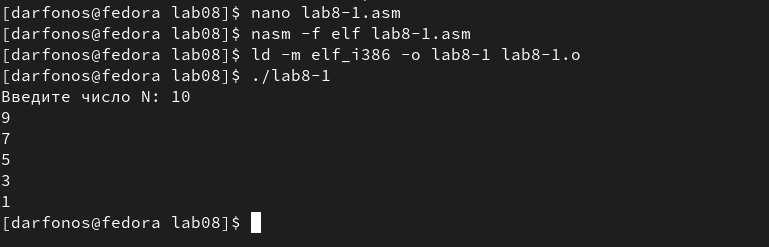 [darfonos@fedora lab08]$ nano lab8-1.asm
[darfonos@fedora lab08]$ nasm -f elf lab8-1.asm
[darfonos@fedora lab08]$ ld -m elf_i386 -o lab8-1 lab8-1.o
[darfonos@fedora lab08]$ ./lab8-1
Введите число N: 10
9
7
5
3
1
[darfonos@fedora lab08]$